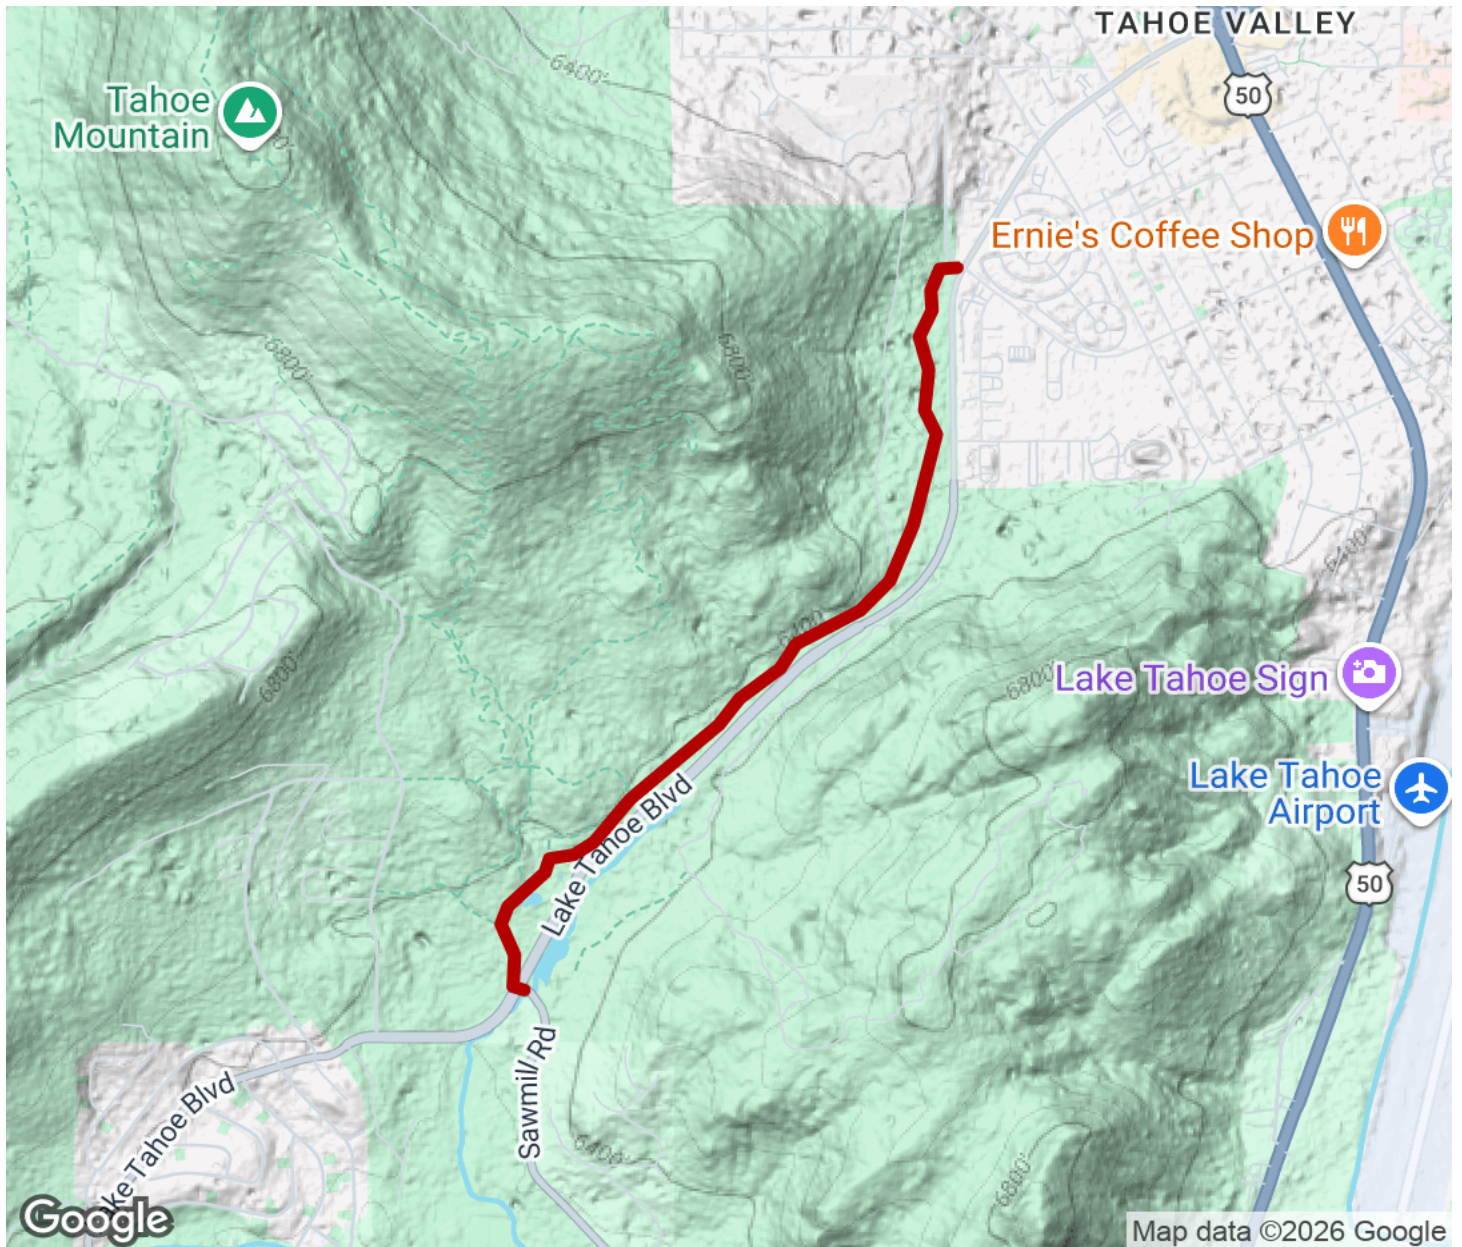 TAHOE VALLEY
6400'
50
Tahoe
Mountain
Ernie's Coffee Shop
6800'
6800'
6400'
6400
6800'
6800'
Lake Tahoe Sign
Lake Tahoe
Airport
Lake Tahoe Blvd
50
Sawmill Rd
Lake Tahoe Blvd
6400'
6800'
Google
Map data ©2026 Google